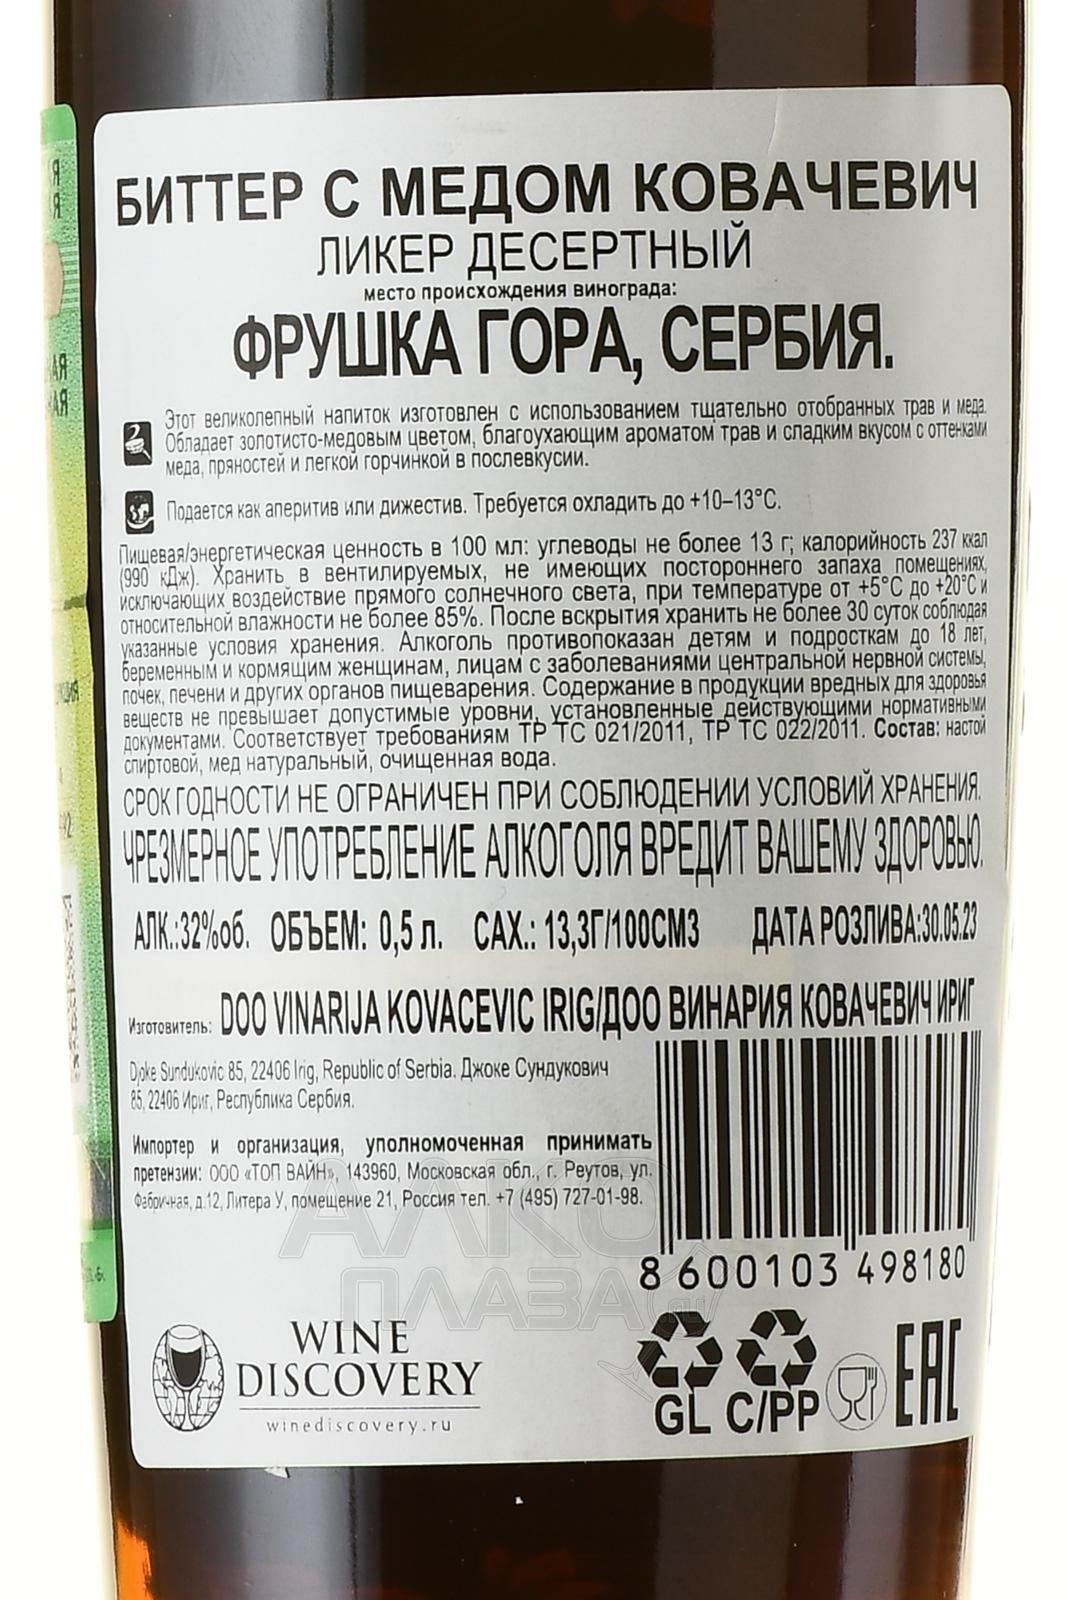 БИТТЕР С МЕДОМ КОВАЧЕВИЧ
ЛИКЕР ДЕСЕРТНЫЙ
место происхождения винограда:
ФРУШКА ГОРА, СЕРБИЯ.
Этот великолепный напиток изготовлен с использованием тщательно отобранных трав и меда.
Обладает золотисто-медовым цветом, благоухающим ароматом трав и сладким вкусом с оттенками
меда, пряностей и легкой горчинкой в послевкусии.
Подается как аперитив или дижестив. Требуется охладить до +10–13°С.
Пищевая/энергетическая ценность в 100 мл: углеводы не более 13 г; калорийность 237 ккал
(990 кДж). Хранить в вентилируемых, не имеющих постороннего запаха помещениях,
исключающих воздействие прямого солнечного света, при температуре от +5°С до +20°С и
относительной влажности не более 85%. После вскрытия хранить не более 30 суток соблюдая
указанные условия хранения. Алкоголь противопоказан детям и подросткам до 18 лет,
беременным и кормящим женщинам, лицам с заболеваниями центральной нервной системы,
почек, печени и других органов пищеварения. Содержание в продукции вредных для здоровья
веществ не превышает допустимые уровни, установленные действующими нормативными
документами. Соответствует требованиям ТР ТС 021/2011, ТР ТС 022/2011. Состав: настой
спиртовой, мед натуральный, очищенная вода.
СРОК ГОДНОСТИ НЕ ОГРАНИЧЕН ПРИ СОБЛЮДЕНИИ УСЛОВИЙ ХРАНЕНИЯ.
ЧРЕЗМЕРНОЕ УПОТРЕБЛЕНИЕ АЛКОГОЛЯ ВРЕДИТ ВАШЕМУ ЗДОРОВЬЮ.
АЛК.:32%об. ОБЪЕМ: 0,5 л. САХ.: 13,3Г/100СМ3 ДАТА РОЗЛИВА:30.05.23
Изготовитель: DOO VINARIJA KOVACEVIC IRIG/ДОО ВИНАРИЯ КОВАЧЕВИЧ ИРИГ
Djoke Sundukovic 85, 22406 Irig, Republic of Serbia. Джоке Сундукович
85, 22406 Ириг, Республика Сербия.
Импортер и организация, уполномоченная принимать
претензии: ООО «ТОП ВАЙН», 143960, Московская обл., г. Реутов, ул.
Фабричная, д.12, Литера У, помещение 21, Россия тел. +7 (495) 727-01-98.
8 600103 498180
АЛКО
ПЛАЗА.ru
WINE
DISCOVERY
winediscovery.ru
GL C/PP
EAC